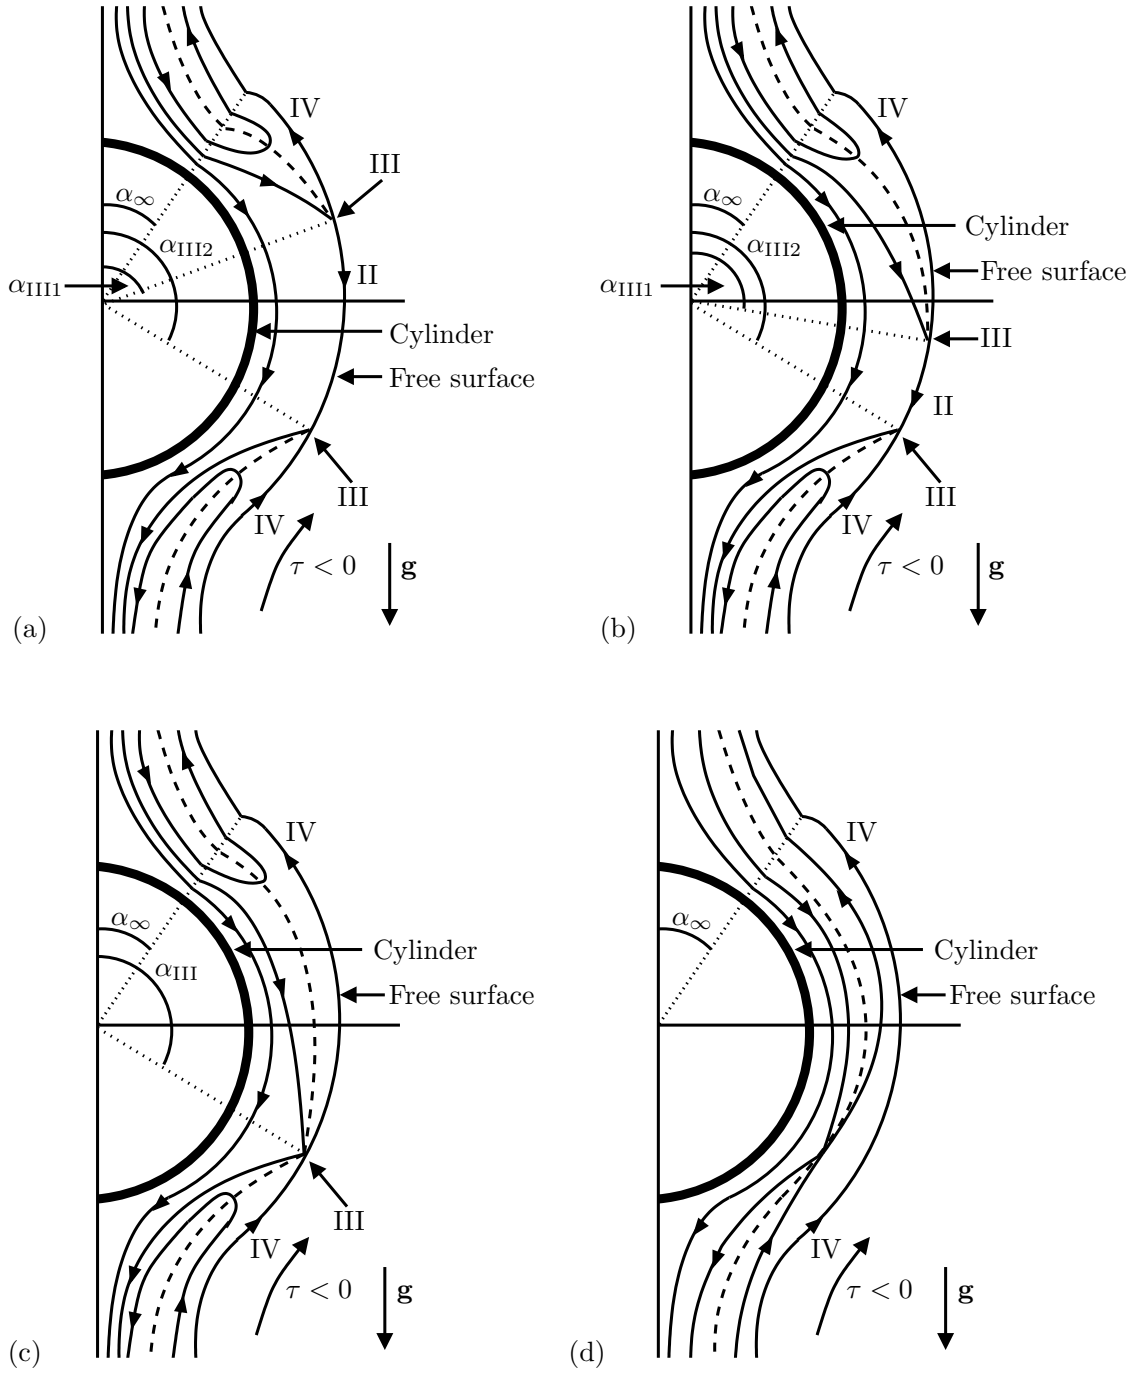 IV
III
α∞
αIII2
αIII1
II
Cylinder
Free surface
III
IV
τ < 0
g
(a)
IV
α∞
Cylinder
αIII2
Free surface
αIII1
III
II
III
IV
τ < 0
g
(b)
IV
α∞
Cylinder
αIII
Free surface
III
IV
τ < 0
g
(c)
IV
α∞
Cylinder
Free surface
IV
τ < 0
g
(d)